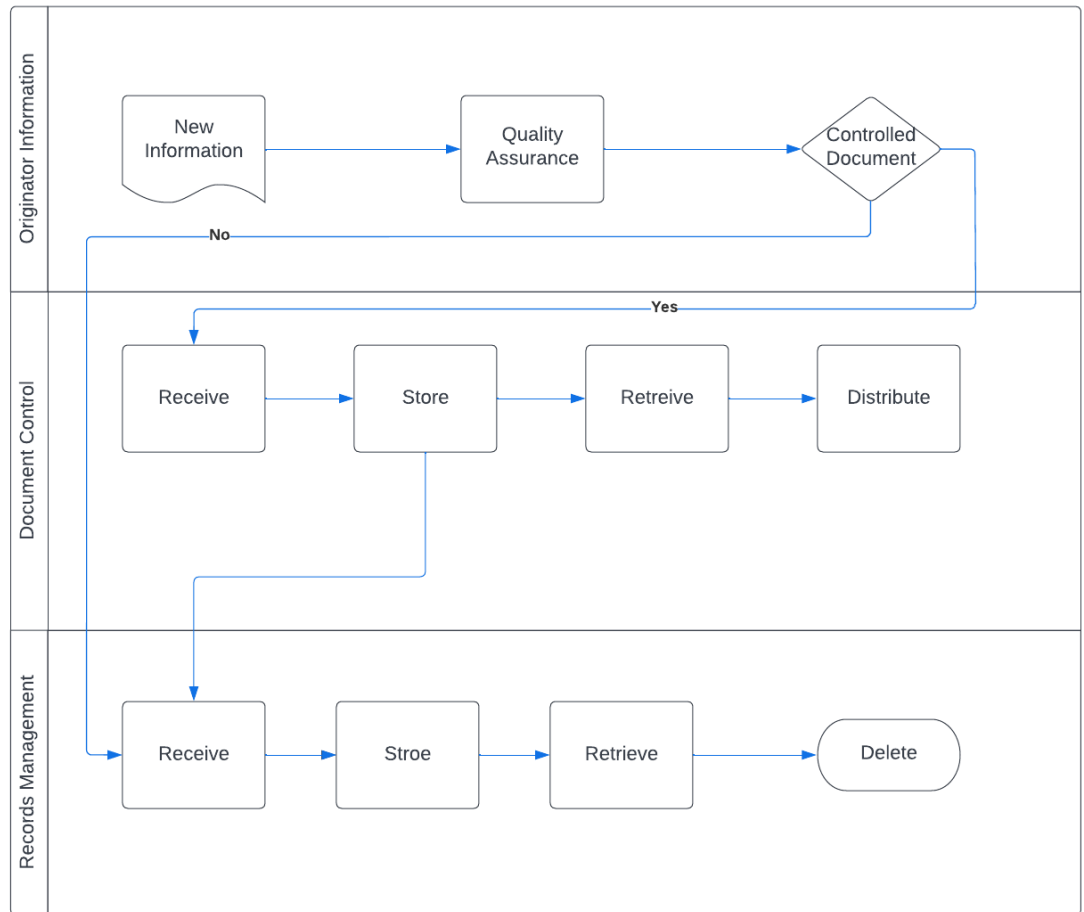 Originator Information
New
Information
Quality
Assurance
Controlled
Document
No
Document Control
Yes
Receive
Store
Retreive
Distribute
Records Management
Receive
Stroe
Retrieve
Delete